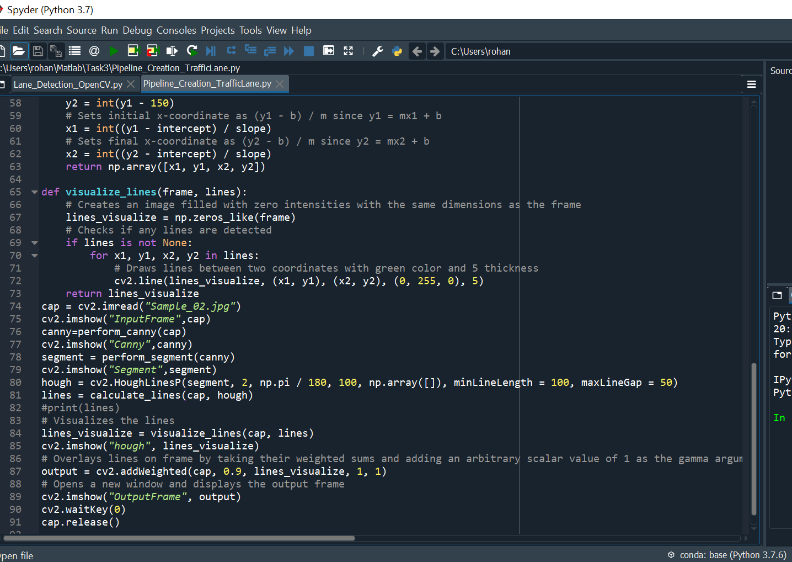 Spyder (Python 3.7)
ile Edit Search Source Run Debug Consoles Projects Tools View Help
C:\Users\rohan
:\Users\rohan\Matlab\Task3\Pipeline_Creation_TrafficLane.py
Lane_Detection_OpenCV.py Pipeline_Creation_TrafficLane.py
Sourc
58 y2 = int(y1 - 150)
59 # Sets initial x-coordinate as (y1 - b) / m since y1 = mx1 + b
60 x1 = int((y1 - intercept) / slope)
61 # Sets final x-coordinate as (y2 - b) / m since y2 = mx2 + b
62 x2 = int((y2 - intercept) / slope)
63 return np.array([x1, y1, x2, y2])
64
65 def visualize_lines(frame, lines):
66 # Creates an image filled with zero intensities with the same dimensions as the frame
67 lines_visualize = np.zeros_like(frame)
68 # Checks if any lines are detected
69 if lines is not None:
70 for x1, y1, x2, y2 in lines:
71 # Draws lines between two coordinates with green color and 5 thickness
72 cv2.line(lines_visualize, (x1, y1), (x2, y2), (0, 255, 0), 5)
73 return lines_visualize
74 cap = cv2.imread("Sample_02.jpg")
75 cv2.imshow("InputFrame",cap)
76 canny=perform_canny(cap)
77 cv2.imshow("Canny",canny)
78 segment = perform_segment(canny)
79 cv2.imshow("Segment",segment)
80 hough = cv2.HoughLinesP(segment, 2, np.pi / 180, 100, np.array([]), minLineLength = 100, maxLineGap = 50)
81 lines = calculate_lines(cap, hough)
82 #print(lines)
83 # Visualizes the lines
84 lines_visualize = visualize_lines(cap, lines)
85 cv2.imshow("hough", lines_visualize)
86 # Overlays lines on frame by taking their weighted sums and adding an arbitrary scalar value of 1 as the gamma argum
87 output = cv2.addWeighted(cap, 0.9, lines_visualize, 1, 1)
88 # Opens a new window and displays the output frame
89 cv2.imshow("OutputFrame", output)
90 cv2.waitKey(0)
91 cap.release()
Pyt
20:
Typ
for
IPy
Pyt
In
pen file
conda: base (Python 3.7.6)